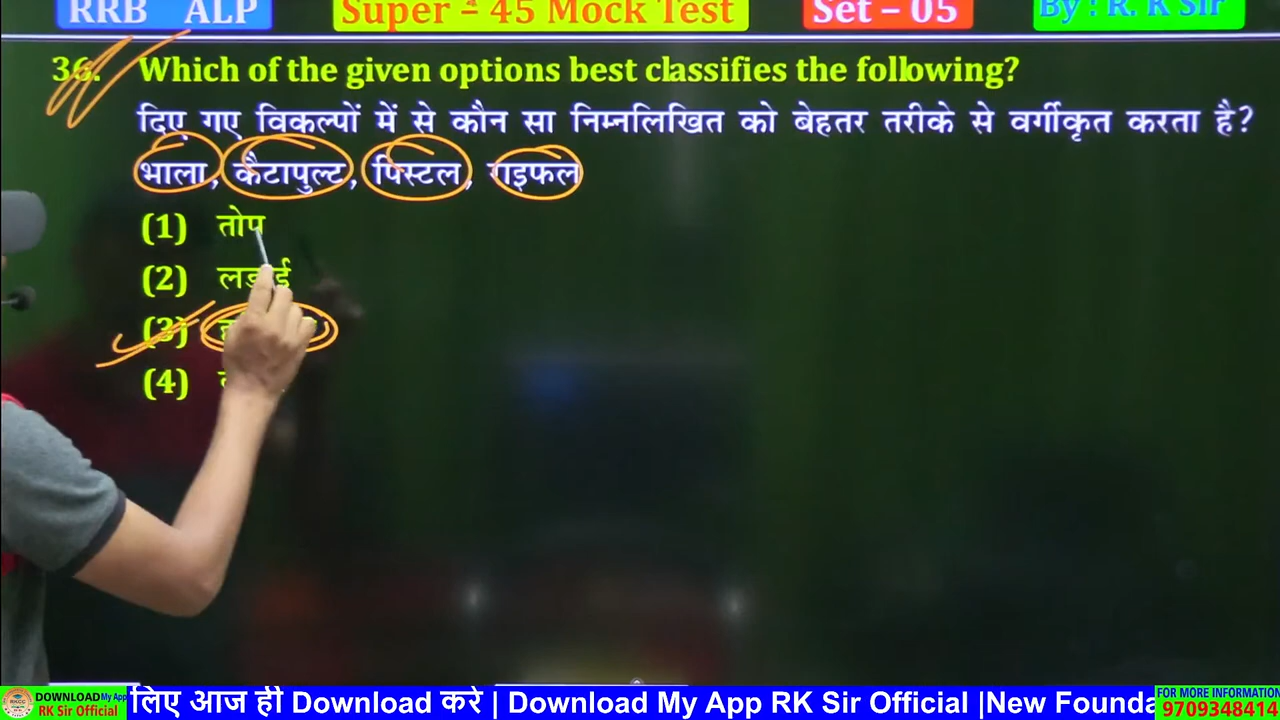 RRB ALP
Super - 45 Mock Test
Set - 05
By : R. K Sir
36. Which of the given options best classifies the following?
दिए गए विकल्पों में से कौन सा निम्नलिखित को बेहतर तरीके से वर्गीकृत करता है?
भाला, कैटापुल्ट, पिस्टल, राइफल
(1) तोप
(2) लड़ाई
(3)
(4)
DOWNLOAD My App
RK Sir Official
लिए आज ही Download करे | Download My App RK Sir Official |New Founda
FOR MORE INFORMATION
9709348414